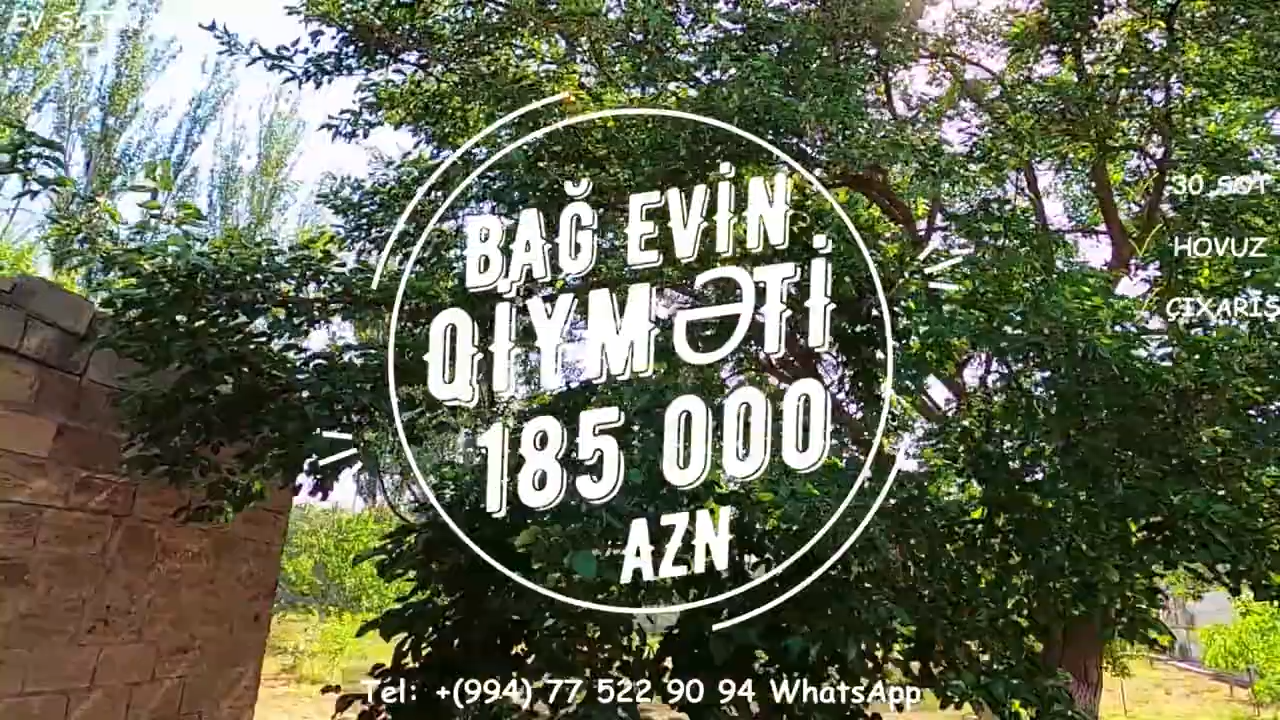 EV SAT
BAĞ EVİN
QİYMƏTİ
185 000
AZN
30 SOT
HOVUZ
ÇIXARIŞ
Tel: +(994) 77 522 90 94 WhatsApp